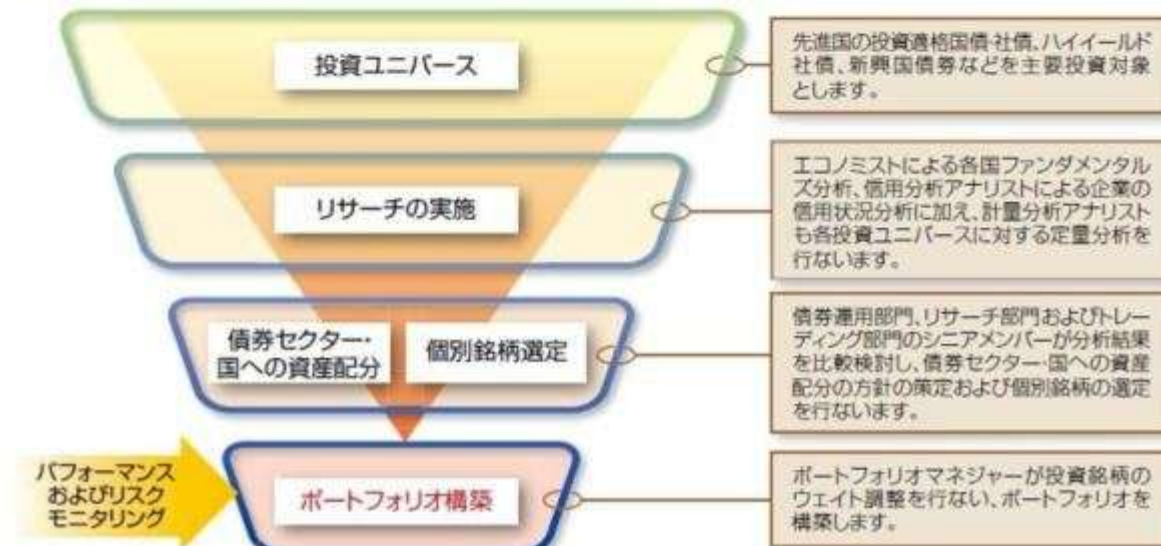 投資ユニバース
先進国の投資適格国債・社債、ハイイールド
社債、新興国債券などを主要投資対象
とします。
リサーチの実施
エコノミストによる各国ファンダメンタル
ズ分析、信用分析アナリストによる企業の
信用状況分析に加え、計量分析アナリスト
も各投資ユニバースに対する定量分析を
行ないます。
債券セクター・
国への資産配分
個別銘柄選定
債券運用部門、リサーチ部門およびトレー
ディング部門のシニアメンバーが分析結果
を比較検討し、債券セクター・国への資産
配分の方針の策定および個別銘柄の選定
を行ないます。
パフォーマンス
およびリスク
モニタリング
ポートフォリオ構築
ポートフォリオマネジャーが投資銘柄の
ウェイト調整を行ない、ポートフォリオを
構築します。